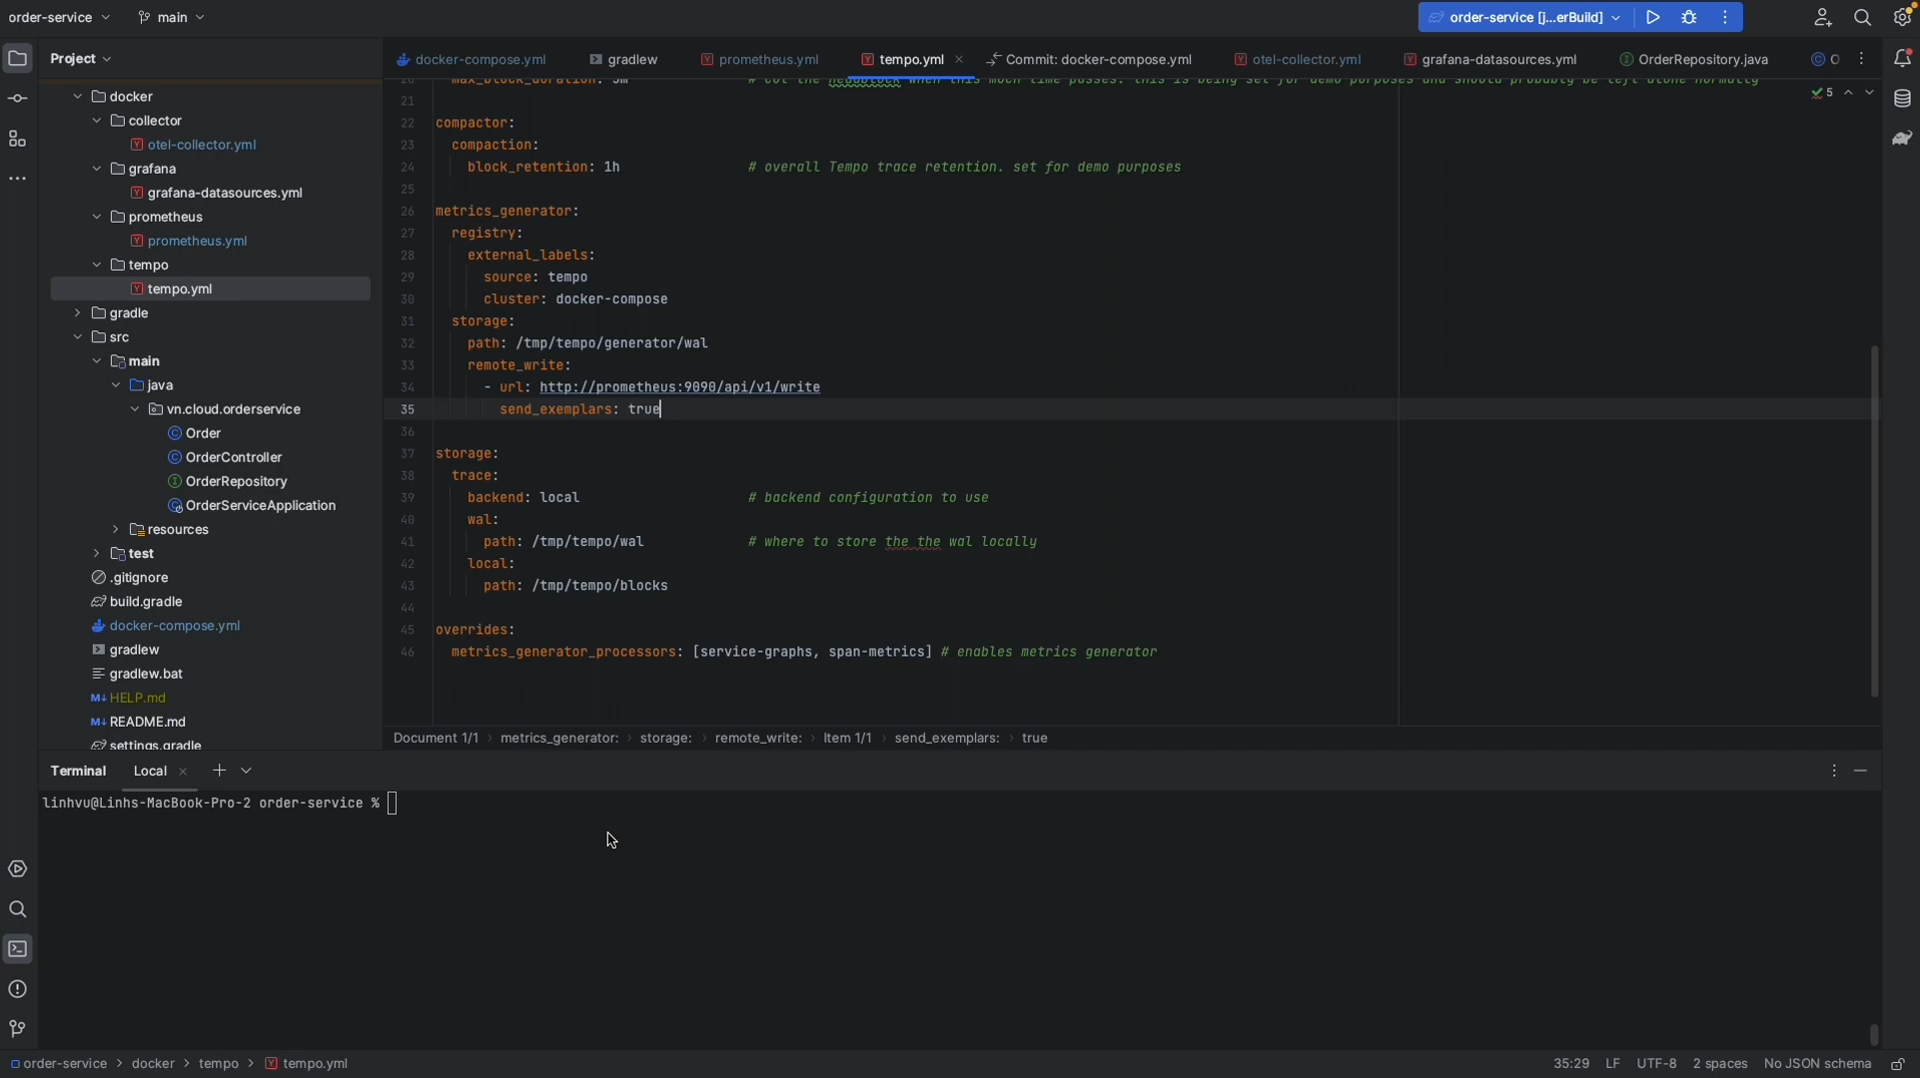 order-service
main
order-service [j...erBuild]
Project
docker-compose.yml
gradlew
prometheus.yml
tempo.yml
Commit: docker-compose.yml
otel-collector.yml
grafana-datasources.yml
OrderRepository.java
docker
collector
otel-collector.yml
grafana
grafana-datasources.yml
prometheus
prometheus.yml
tempo
tempo.yml
gradle
src
main
java
vn.cloud.orderservice
Order
OrderController
OrderRepository
OrderServiceApplication
resources
test
.gitignore
build.gradle
docker-compose.yml
gradlew
gradlew.bat
HELP.md
README.md
settings.gradle
5
20 max_block_duration: 5m # cut the headblock when this much time passes. this is being set for demo purposes and should probably be left alone normally
21
22 compactor:
23 compaction:
24 block_retention: 1h # overall Tempo trace retention. set for demo purposes
25
26 metrics_generator:
27 registry:
28 external_labels:
29 source: tempo
30 cluster: docker-compose
31 storage:
32 path: /tmp/tempo/generator/wal
33 remote_write:
34 - url: http://prometheus:9090/api/v1/write
35 send_exemplars: true
36
37 storage:
38 trace:
39 backend: local # backend configuration to use
40 wal:
41 path: /tmp/tempo/wal # where to store the the wal locally
42 local:
43 path: /tmp/tempo/blocks
44
45 overrides:
46 metrics_generator_processors: [service-graphs, span-metrics] # enables metrics generator
Document 1/1 › metrics_generator: › storage: › remote_write: › Item 1/1 › send_exemplars: › true
Terminal Local
linhvu@Linhs-MacBook-Pro-2 order-service %
order-service > docker > tempo > tempo.yml
35:29 LF UTF-8 2 spaces No JSON schema